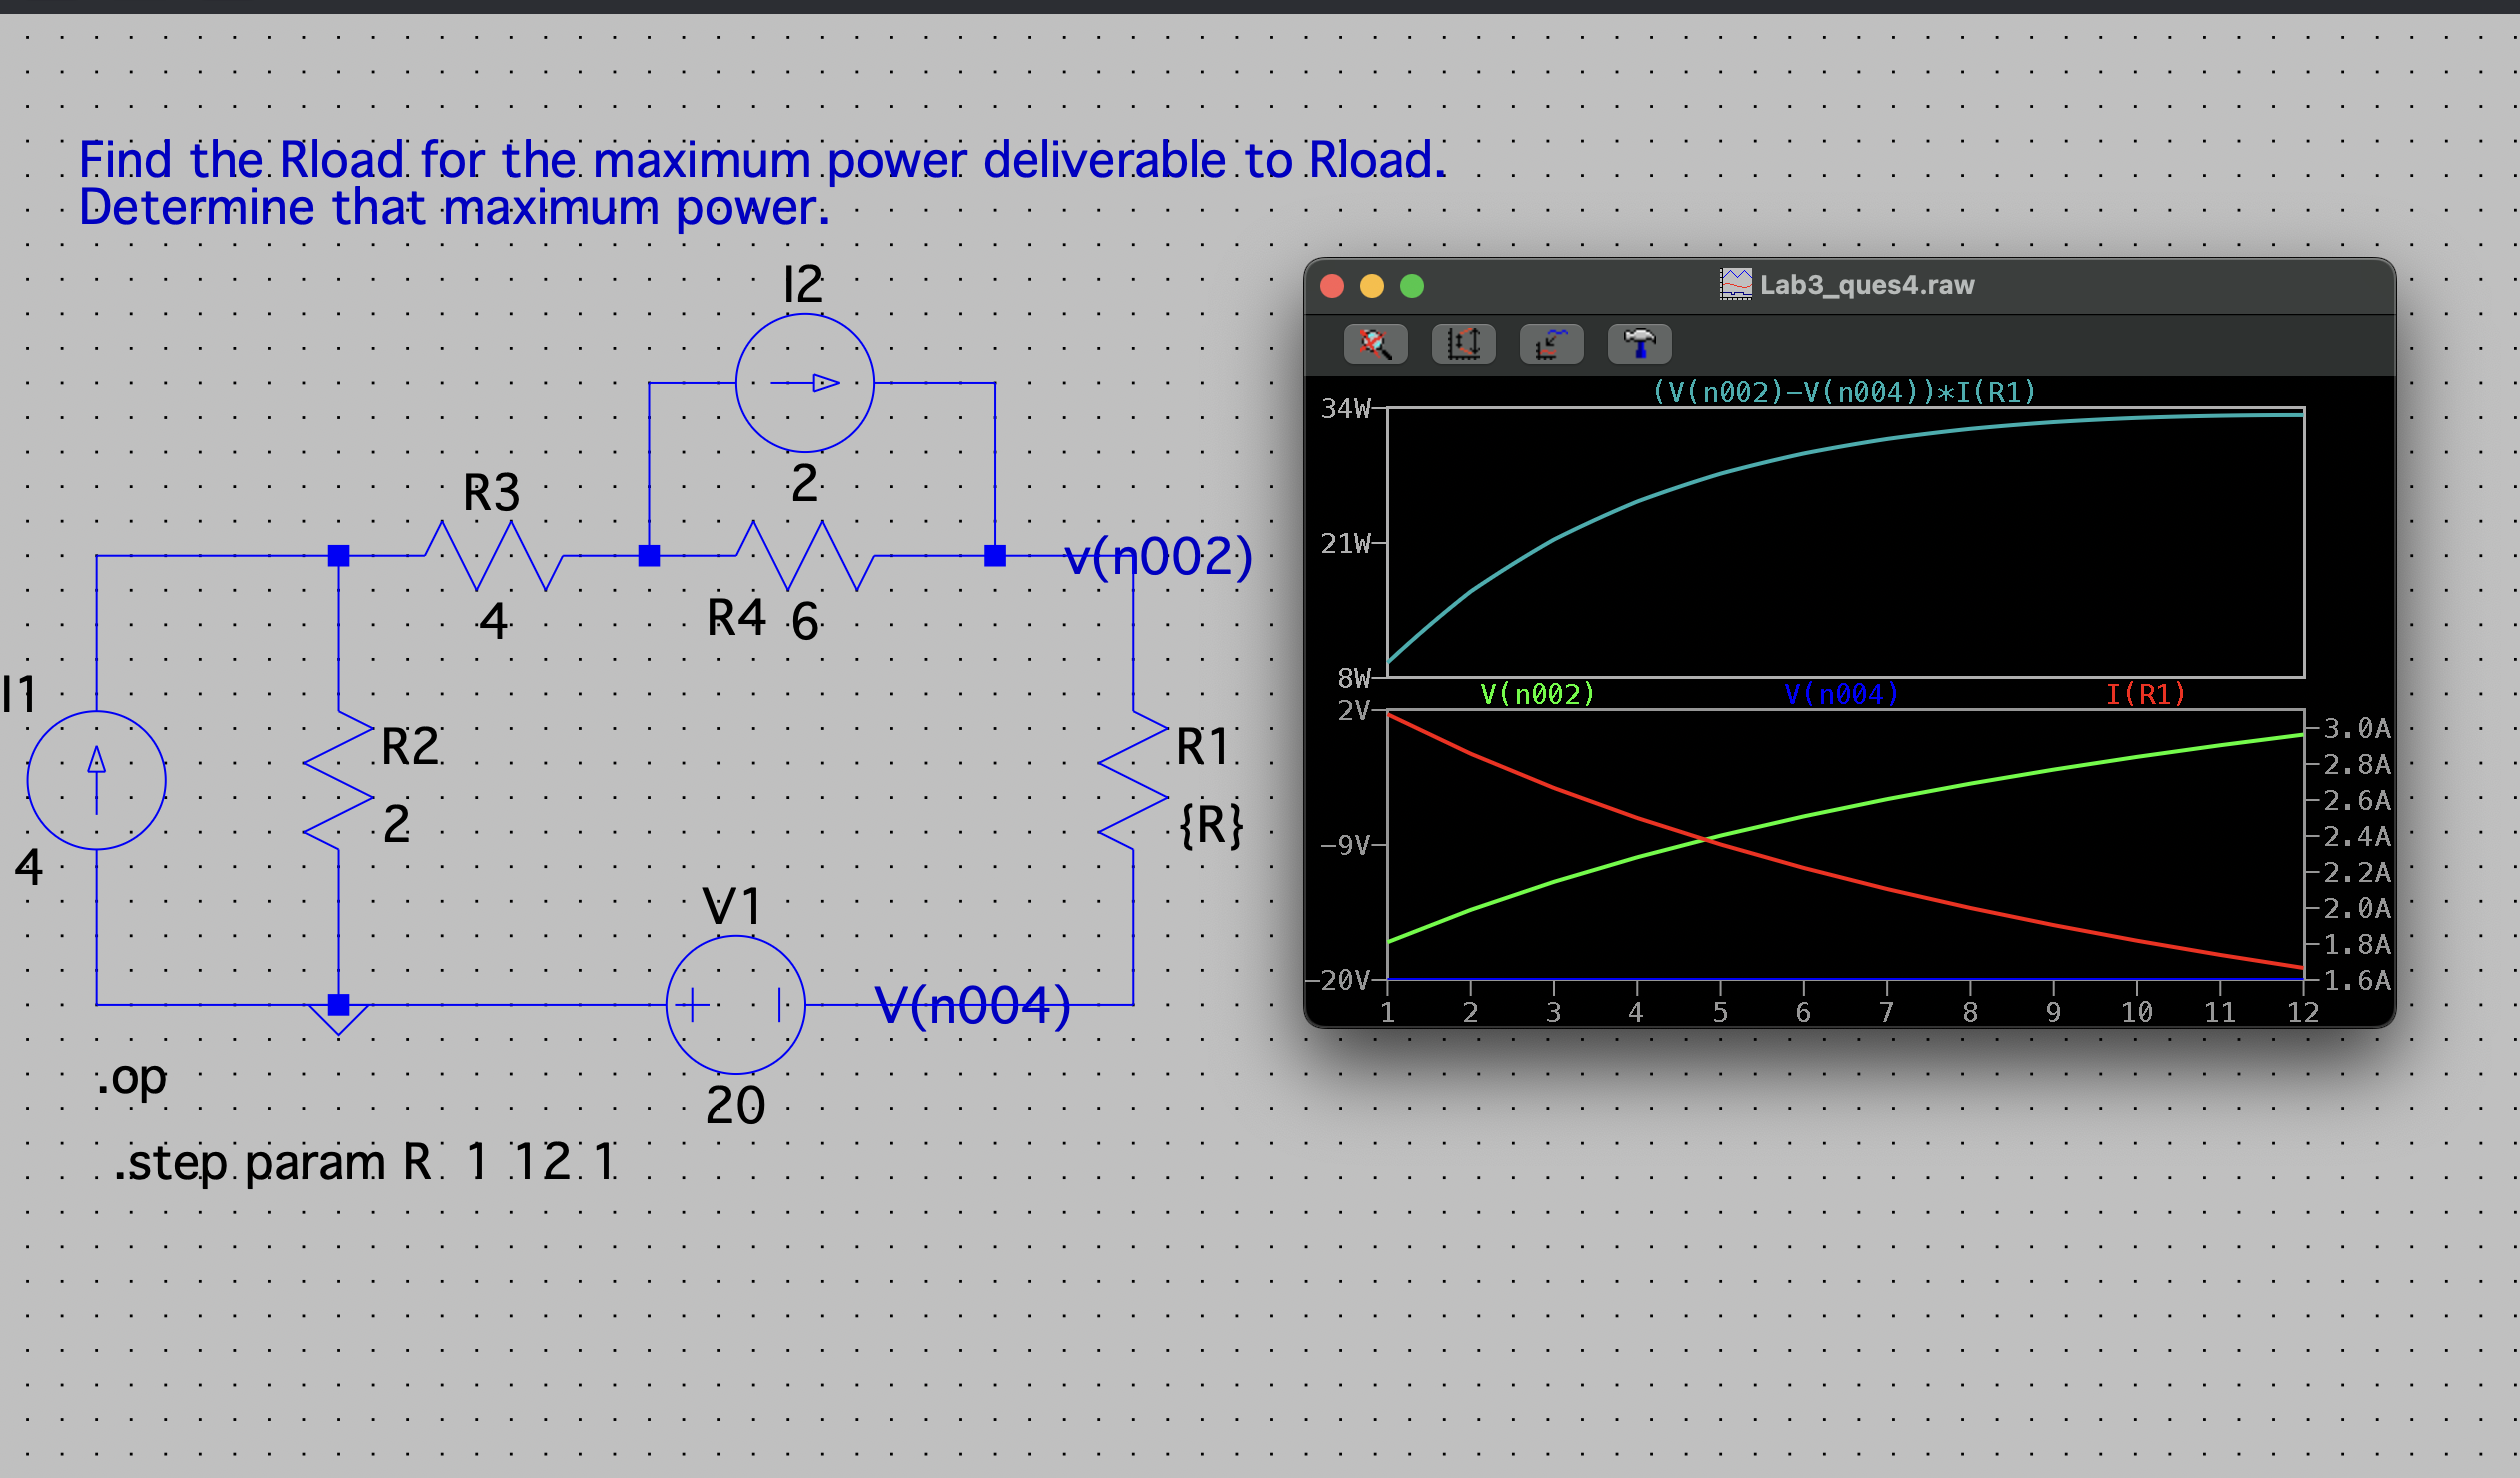 Find the Rload for the maximum power deliverable to Rload.
Determine that maximum power.
I2
2
R3
4
R4 6
v(n002)
I1
4
R2
2
R1
{R}
V1
20
V(n004)
.op
.step param R 1 12 1
Lab3_ques4.raw
(V(n002)-V(n004))*I(R1)
34W
21W
8W
V(n002) V(n004) I(R1)
2V
-9V
-20V
3.0A
2.8A
2.6A
2.4A
2.2A
2.0A
1.8A
1.6A
1 2 3 4 5 6 7 8 9 10 11 12